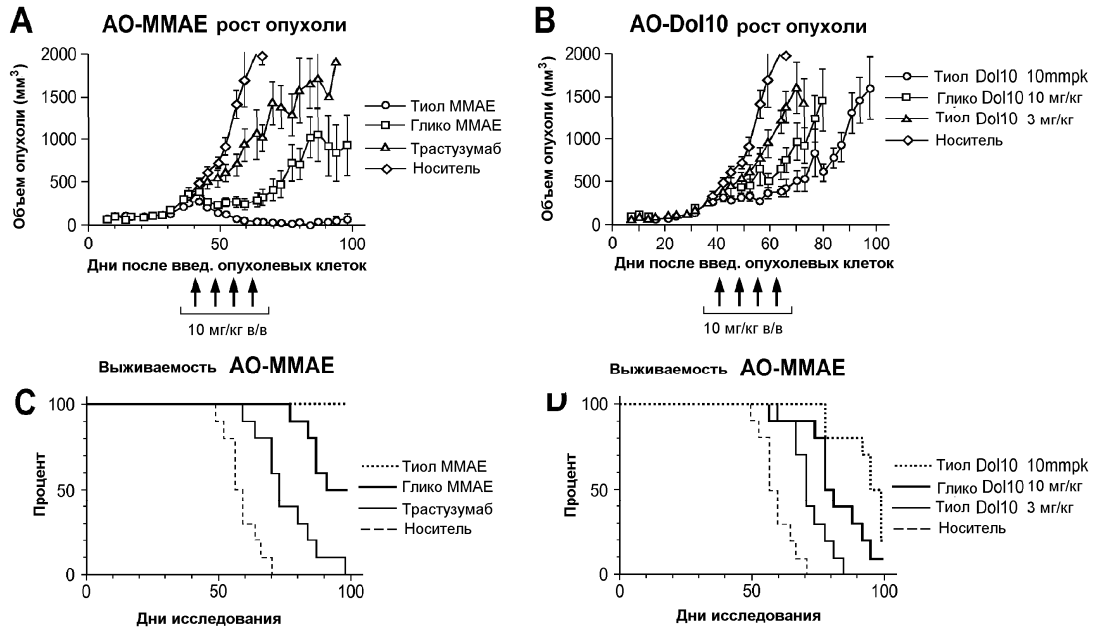 A
АО-MMAE рост опухоли
Объем опухоли (мм³)
2000
1500
1000
500
0
0
50
100
Дни после введ. опухолевых клеток
10 мг/кг в/в
Тиол MMAE
Глико MMAE
Трастузумаб
Носитель
B
АО-Dol10 рост опухоли
Объем опухоли (мм³)
2000
1500
1000
500
0
0
20
40
60
80
100
Дни после введ. опухолевых клеток
10 мг/кг в/в
Тиол Dol10 10mmpk
Глико Dol10 10 мг/кг
Тиол Dol10 3 мг/кг
Носитель
Выживаемость АО-MMAE
C
Процент
100
50
0
0
50
100
Дни исследования
Тиол MMAE
Глико MMAE
Трастузумаб
Носитель
Выживаемость АО-MMAE
D
Процент
100
50
0
0
50
100
Дни исследования
Тиол Dol10 10mmpk
Глико Dol10 10 мг/кг
Тиол Dol10 3 мг/кг
Носитель